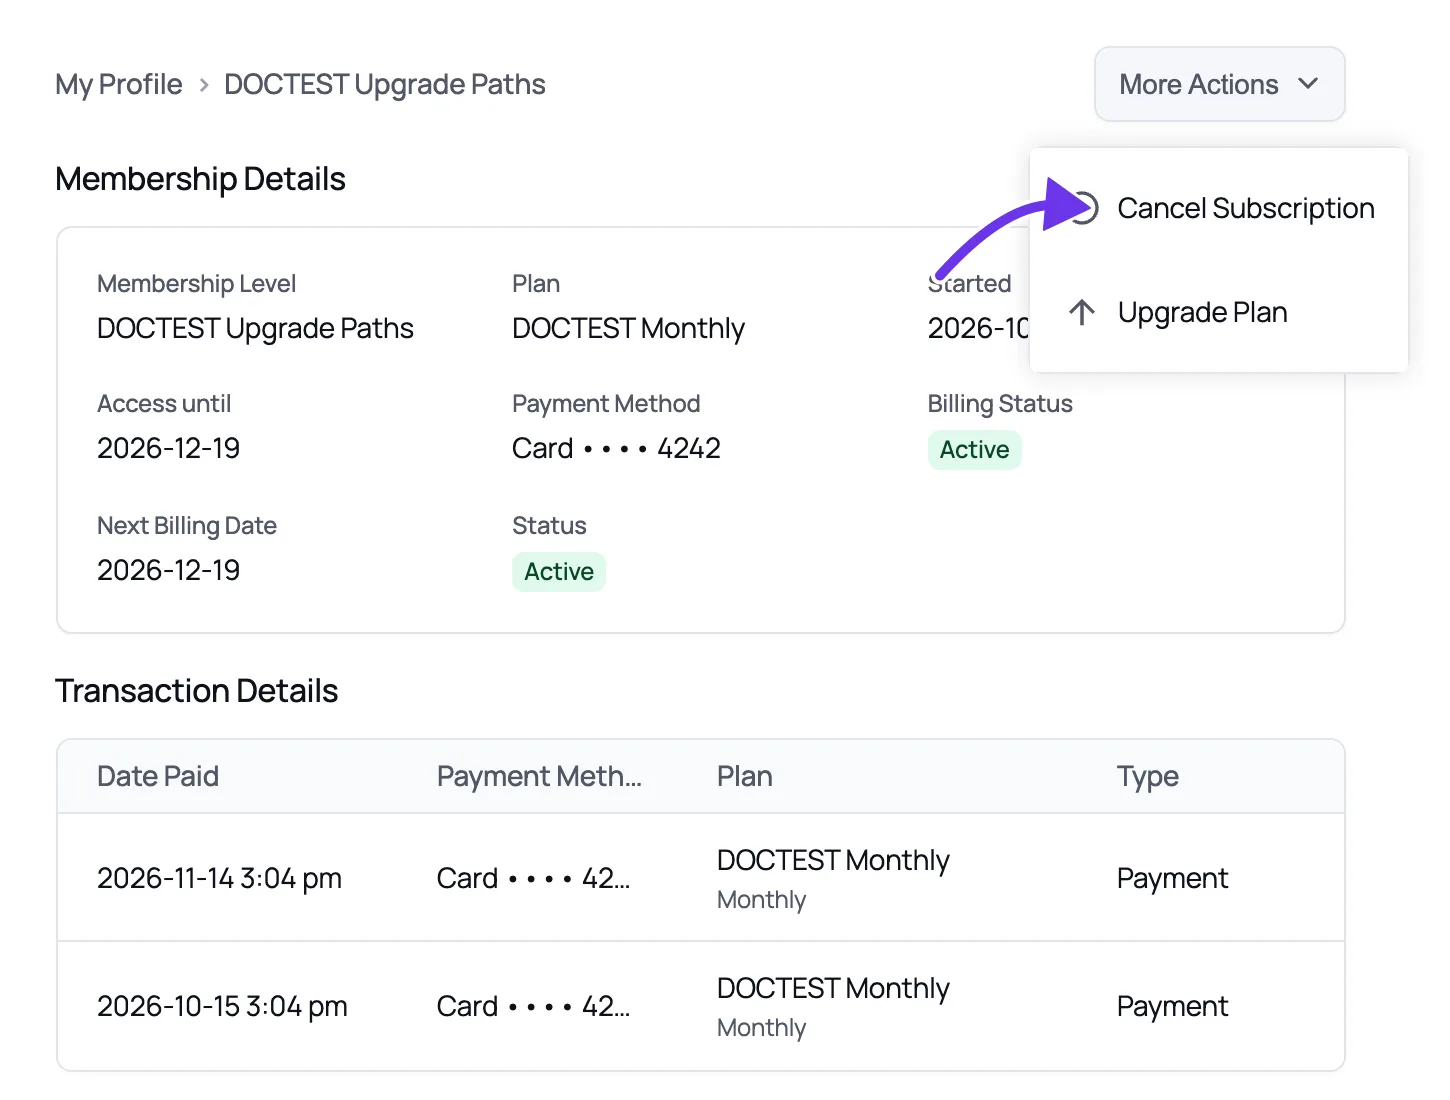 My Profile > DOCTEST Upgrade Paths
More Actions
Cancel Subscription
Upgrade Plan
Membership Details
Membership Level
DOCTEST Upgrade Paths
Plan
DOCTEST Monthly
Started
2026-10
Access until
2026-12-19
Payment Method
Card •••• 4242
Billing Status
Active
Next Billing Date
2026-12-19
Status
Active
Transaction Details
Date Paid Payment Meth... Plan Type
2026-11-14 3:04 pm Card •••• 42... DOCTEST Monthly Payment
Monthly
2026-10-15 3:04 pm Card •••• 42... DOCTEST Monthly Payment
Monthly